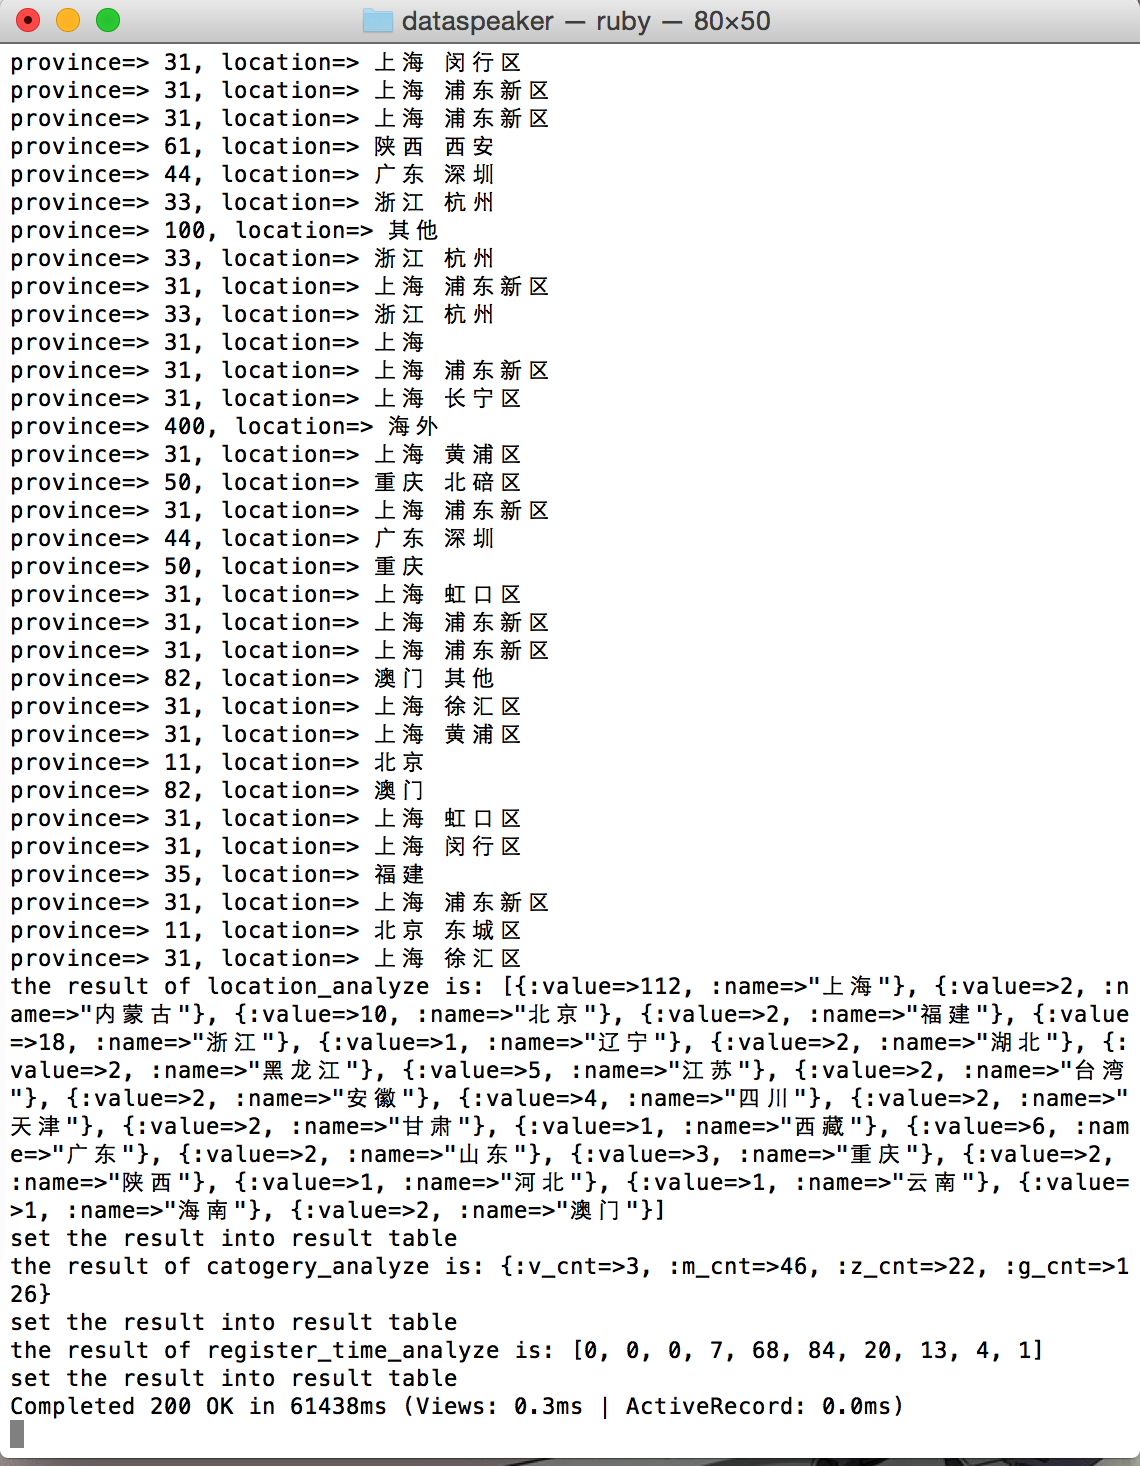 dataspeaker — ruby — 80×50
province=> 31, location=> 上海 闵行区
province=> 31, location=> 上海 浦东新区
province=> 31, location=> 上海 浦东新区
province=> 61, location=> 陕西 西安
province=> 44, location=> 广东 深圳
province=> 33, location=> 浙江 杭州
province=> 100, location=> 其他
province=> 33, location=> 浙江 杭州
province=> 31, location=> 上海 浦东新区
province=> 33, location=> 浙江 杭州
province=> 31, location=> 上海
province=> 31, location=> 上海 浦东新区
province=> 31, location=> 上海 长宁区
province=> 400, location=> 海外
province=> 31, location=> 上海 黄浦区
province=> 50, location=> 重庆 北碚区
province=> 31, location=> 上海 浦东新区
province=> 44, location=> 广东 深圳
province=> 50, location=> 重庆
province=> 31, location=> 上海 虹口区
province=> 31, location=> 上海 浦东新区
province=> 31, location=> 上海 浦东新区
province=> 82, location=> 澳门 其他
province=> 31, location=> 上海 徐汇区
province=> 31, location=> 上海 黄浦区
province=> 11, location=> 北京
province=> 82, location=> 澳门
province=> 31, location=> 上海 虹口区
province=> 31, location=> 上海 闵行区
province=> 35, location=> 福建
province=> 31, location=> 上海 浦东新区
province=> 11, location=> 北京 东城区
province=> 31, location=> 上海 徐汇区
the result of location_analyze is: [{:value=>112, :name=>"上海"}, {:value=>2, :n
ame=>"内蒙古"}, {:value=>10, :name=>"北京"}, {:value=>2, :name=>"福建"}, {:value
=>18, :name=>"浙江"}, {:value=>1, :name=>"辽宁"}, {:value=>2, :name=>"湖北"}, {:
value=>2, :name=>"黑龙江"}, {:value=>5, :name=>"江苏"}, {:value=>2, :name=>"台湾
"}, {:value=>2, :name=>"安徽"}, {:value=>4, :name=>"四川"}, {:value=>2, :name=>"
天津"}, {:value=>2, :name=>"甘肃"}, {:value=>1, :name=>"西藏"}, {:value=>6, :nam
e=>"广东"}, {:value=>2, :name=>"山东"}, {:value=>3, :name=>"重庆"}, {:value=>2,
:name=>"陕西"}, {:value=>1, :name=>"河北"}, {:value=>1, :name=>"云南"}, {:value=
>1, :name=>"海南"}, {:value=>2, :name=>"澳门"}]
set the result into result table
the result of catogery_analyze is: {:v_cnt=>3, :m_cnt=>46, :z_cnt=>22, :g_cnt=>1
26}
set the result into result table
the result of register_time_analyze is: [0, 0, 0, 7, 68, 84, 20, 13, 4, 1]
set the result into result table
Completed 200 OK in 61438ms (Views: 0.3ms | ActiveRecord: 0.0ms)